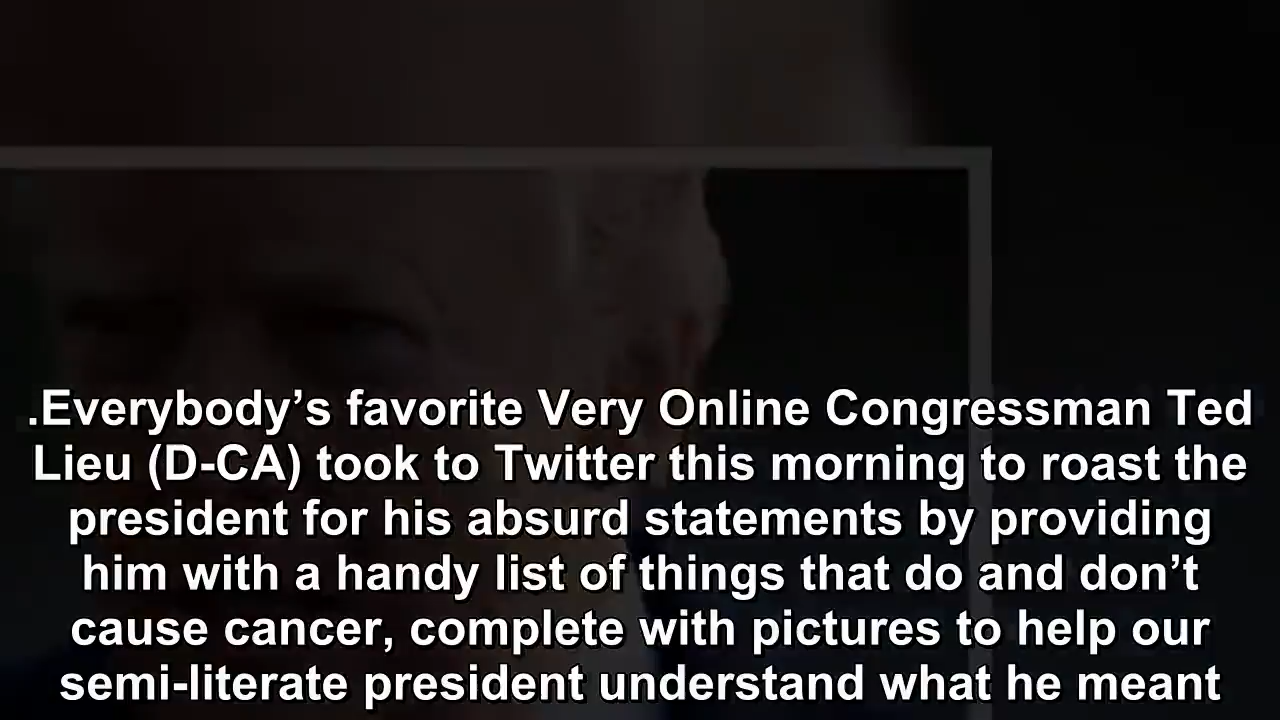 .Everybody’s favorite Very Online Congressman Ted
Lieu (D-CA) took to Twitter this morning to roast the
president for his absurd statements by providing
him with a handy list of things that do and don’t
cause cancer, complete with pictures to help our
semi-literate president understand what he meant